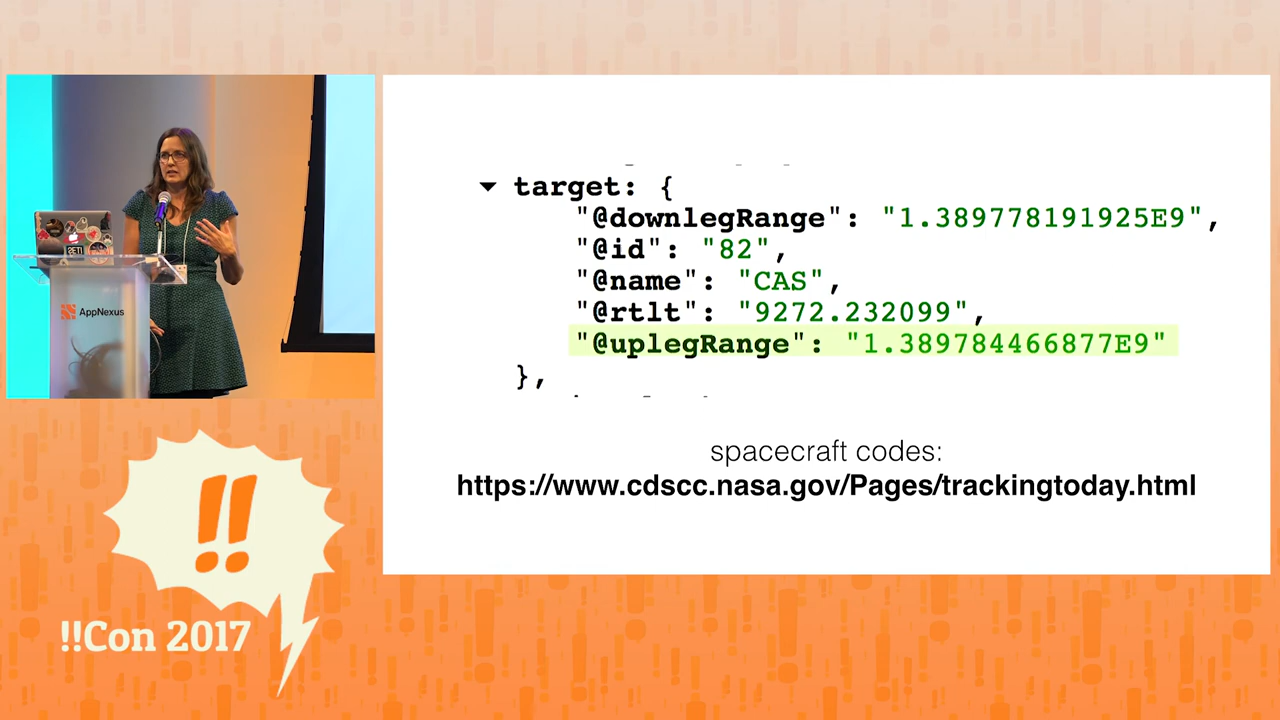 SETI
AppNexus
target: {
"@downlegRange": "1.389778191925E9",
"@id": "82",
"@name": "CAS",
"@rtlt": "9272.232099",
"@uplegRange": "1.389784466877E9"
},
spacecraft codes:
https://www.cdscc.nasa.gov/Pages/trackingtoday.html
!!
!!Con 2017